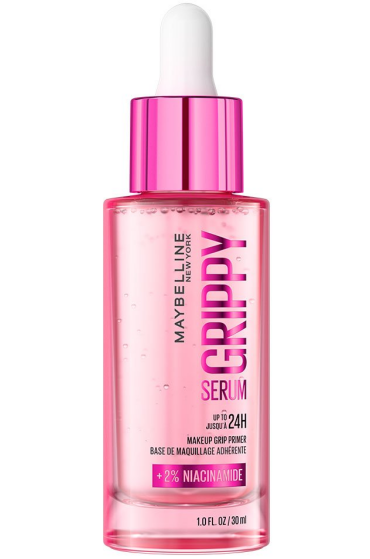 MAYBELLINE
NEW YORK
GRIPPY
SERUM
UP TO
JUSQU'À 24H
MAKEUP GRIP PRIMER
BASE DE MAQUILLAGE ADHÉRENTE
+ 2% NIACINAMIDE
1.0 FL. OZ / 30 ml